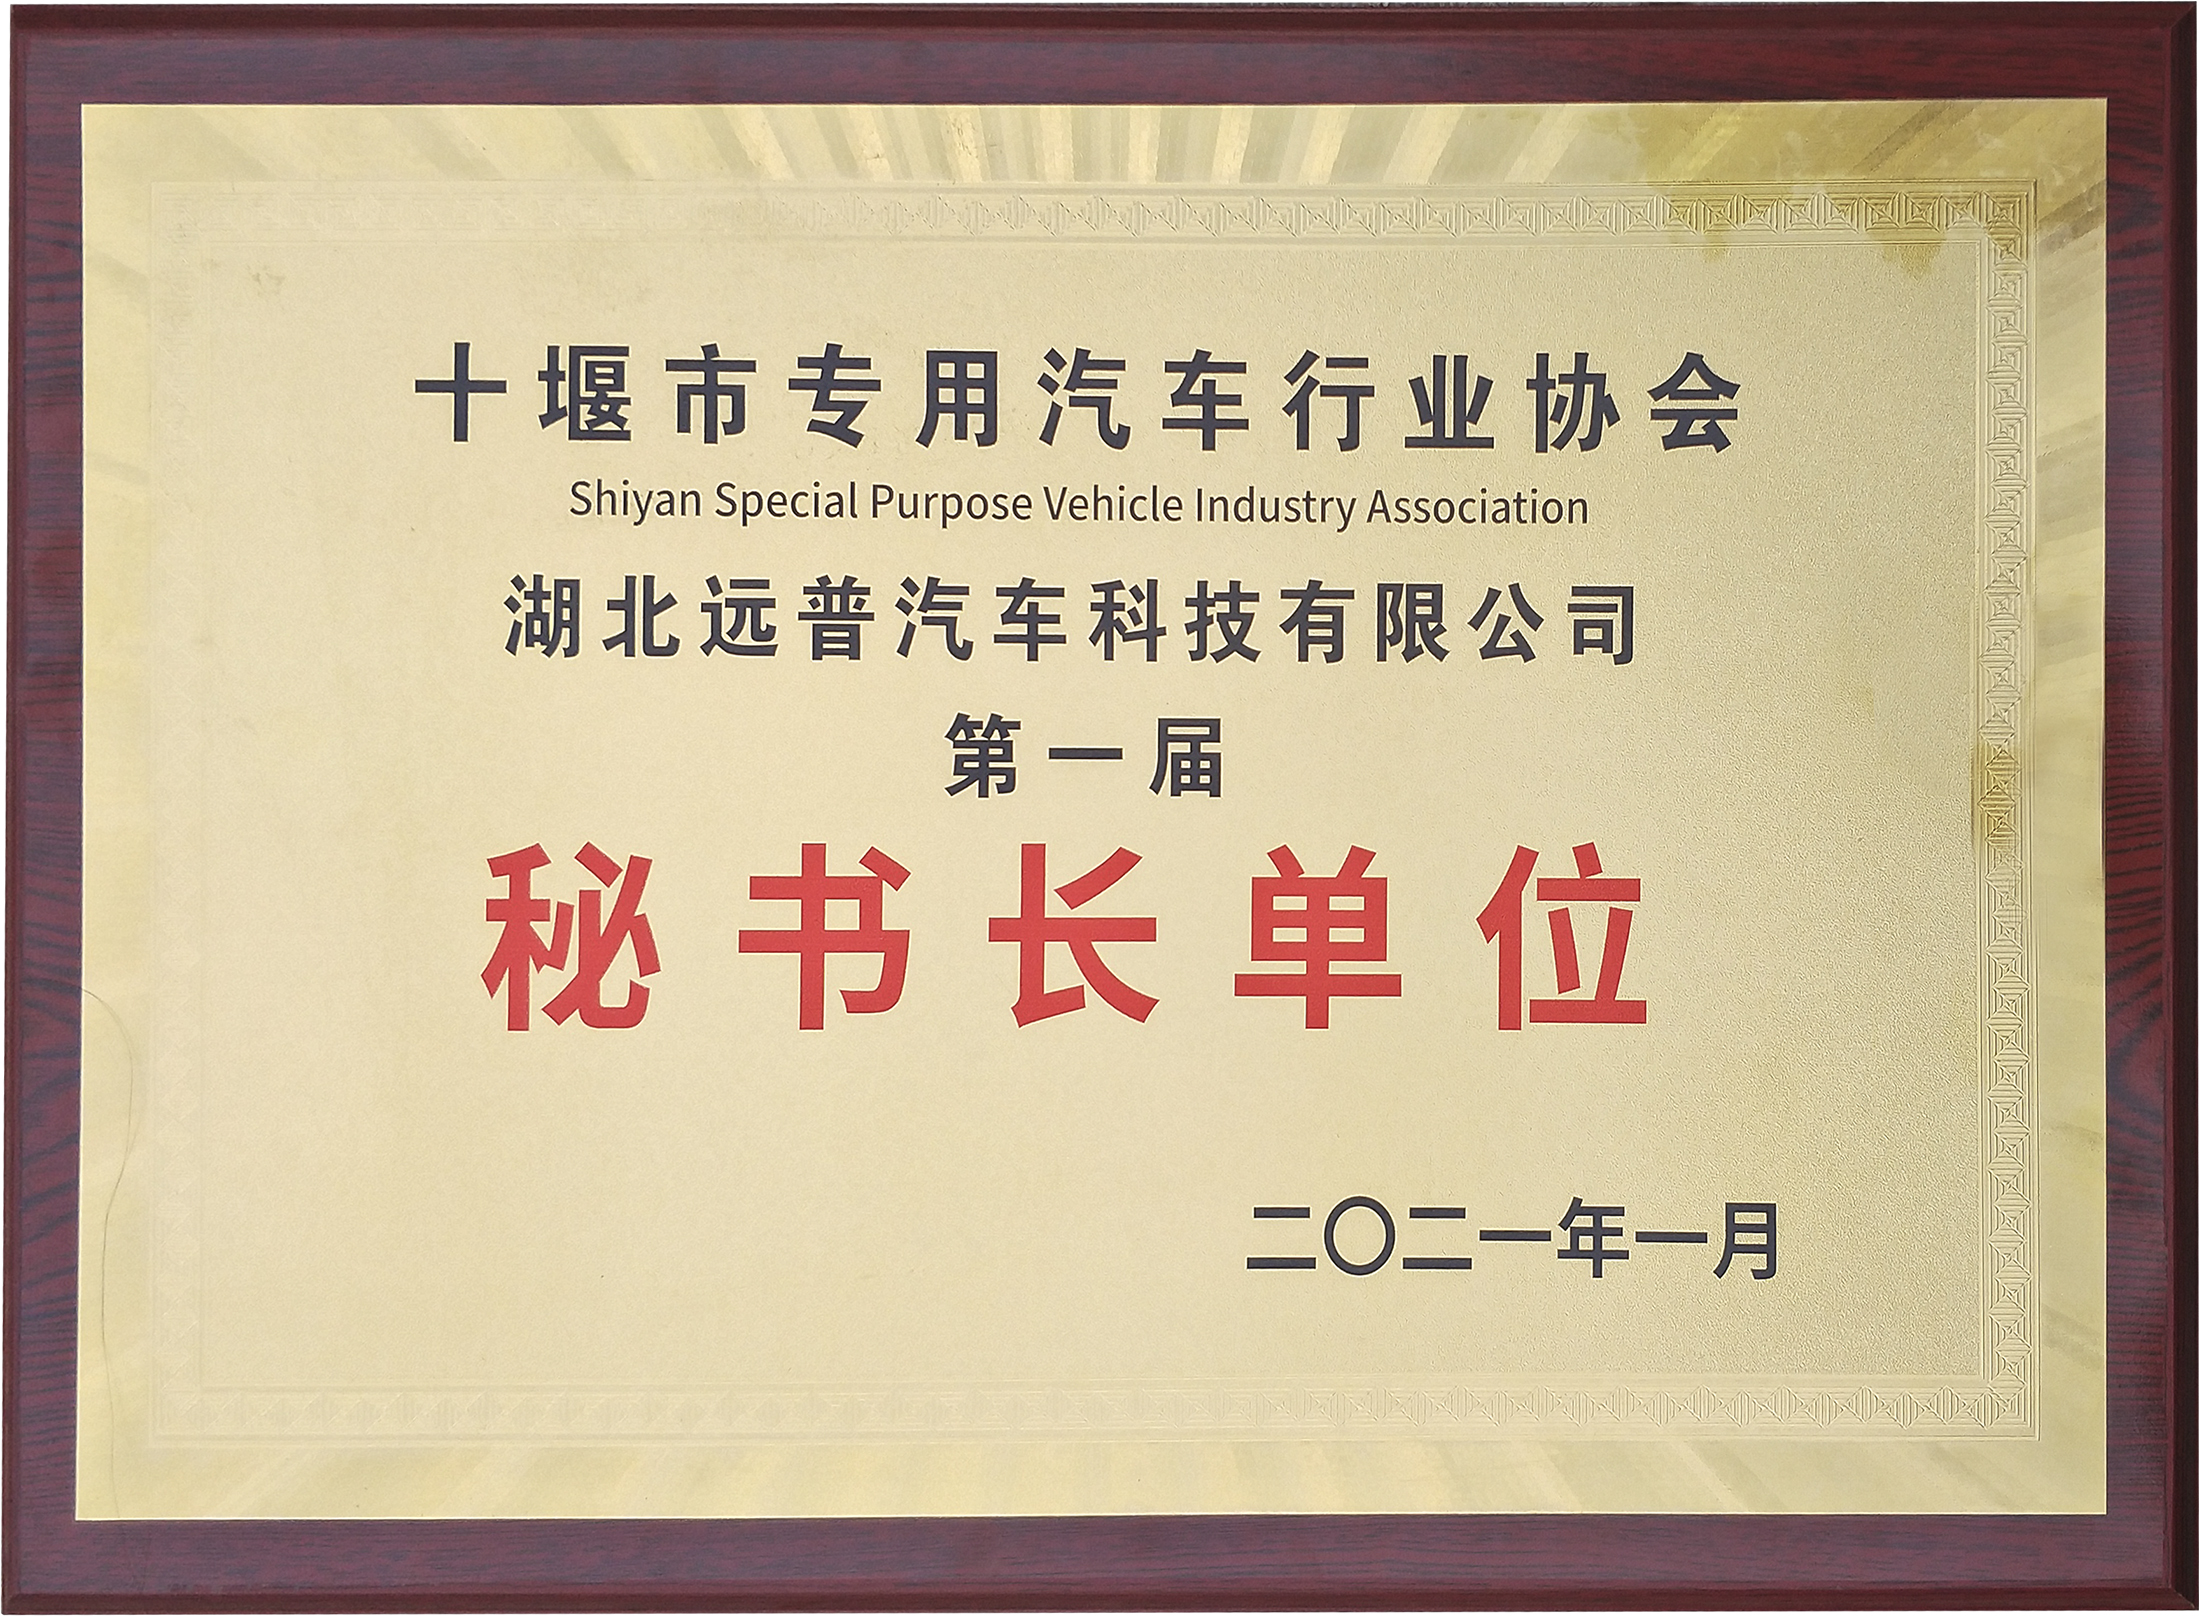 十堰市专用汽车行业协会
Shiyan Special Purpose Vehicle Industry Association
湖北远普汽车科技有限公司
第一届
秘书长单位
二〇二一年一月